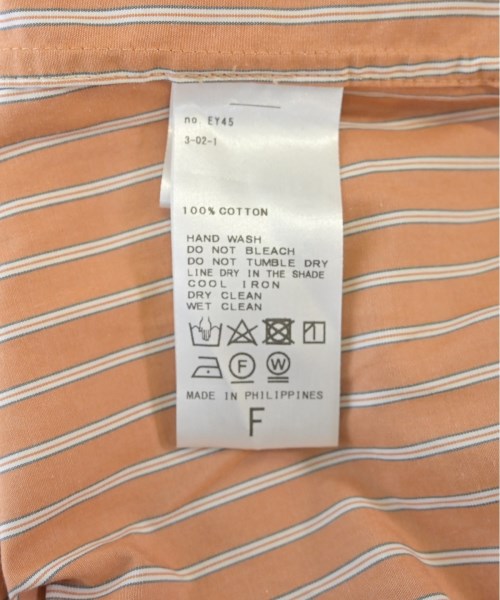 no. EY45
3-02-1
100% COTTON
HAND WASH
DO NOT BLEACH
DO NOT TUMBLE DRY
LINE DRY IN THE SHADE
COOL IRON
DRY CLEAN
WET CLEAN
F W
MADE IN PHILIPPINES
F